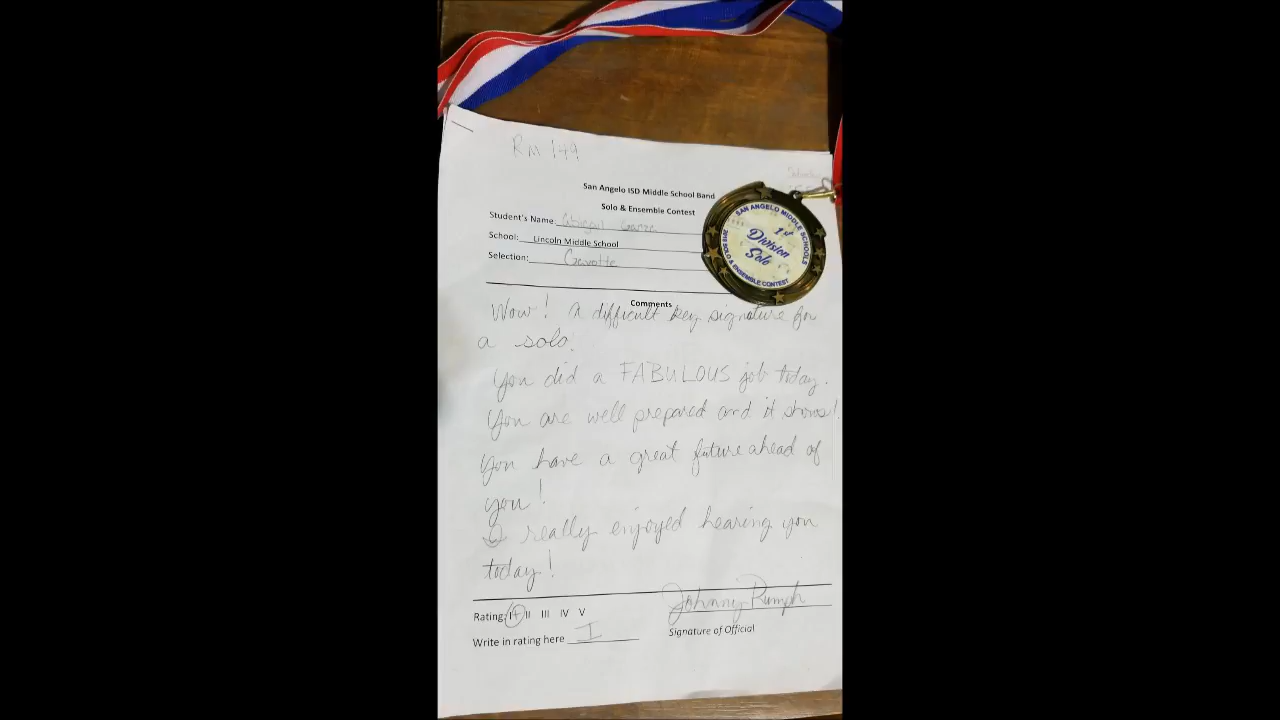 RM 149
San Angelo ISD Middle School Band
Solo & Ensemble Contest
Student's Name: Abigail
School: Lincoln Middle School
Selection: Gavotte
SAN ANGELO MIDDLE SCHOOLS
1st
Division
Solo
SOLO & ENSEMBLE CONTEST
Comments
Wow! A difficult key signature for
a solo.
You did a FABULOUS job today.
You are well prepared and it shows!
You have a great future ahead of
you!
I really enjoyed hearing you
today!
Johnny Rumph
Rating: I+ II III IV V
Signature of Official
Write in rating here I